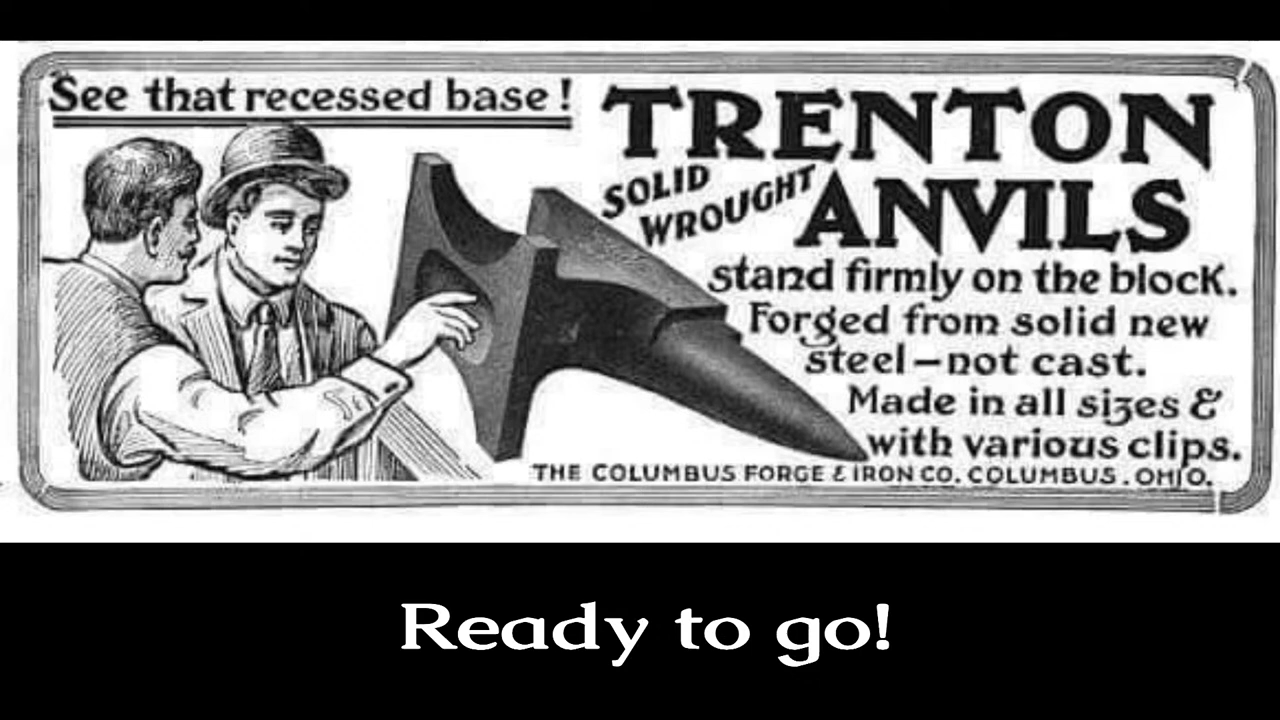 See that recessed base!
TRENTON
SOLID
WROUGHT
ANVILS
stand firmly on the block.
Forged from solid new
steel—not cast.
Made in all sizes &
with various clips.
THE COLUMBUS FORGE & IRON CO. COLUMBUS. OHIO.
Ready to go!